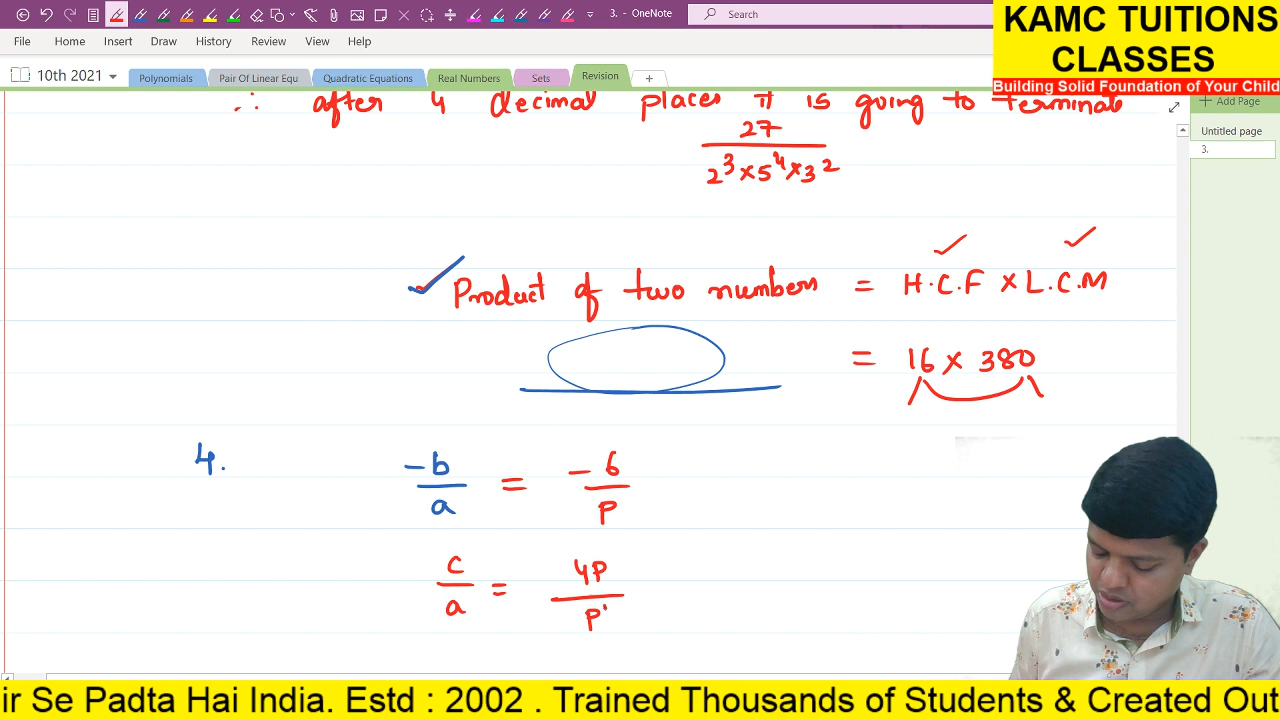 3. - OneNote
Search
KAMC TUITIONS
CLASSES
Building Solid Foundation of Your Child
File Home Insert Draw History Review View Help
10th 2021
Polynomials Pair Of Linear Equ Quadratic Equations Real Numbers Sets Revision +
+ Add Page
Untitled page
3.
∴ after 4 decimal places it is going to terminate
27
2³×5⁴×3²
Product of two numbers = H.C.F × L.C.M
= 16 × 380
4. -b/a = -6/P
c/a = 4P/P
ir Se Padta Hai India. Estd : 2002 . Trained Thousands of Students & Created Out